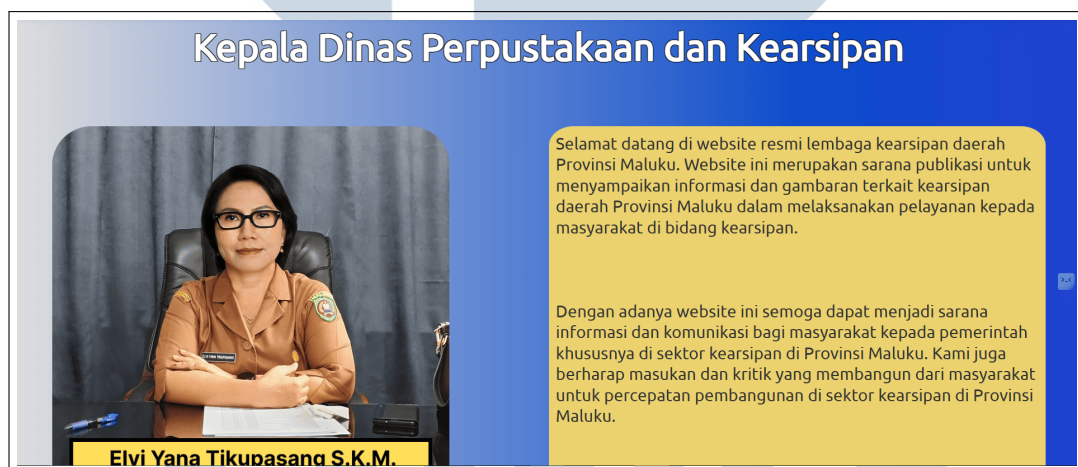 Kepala Dinas Perpustakaan dan Kearsipan
Selamat datang di website resmi lembaga kearsipan daerah
Provinsi Maluku. Website ini merupakan sarana publikasi untuk
menyampaikan informasi dan gambaran terkait kearsipan
daerah Provinsi Maluku dalam melaksanakan pelayanan kepada
masyarakat di bidang kearsipan.
Dengan adanya website ini semoga dapat menjadi sarana
informasi dan komunikasi bagi masyarakat kepada pemerintah
khususnya di sektor kearsipan di Provinsi Maluku. Kami juga
berharap masukan dan kritik yang membangun dari masyarakat
untuk percepatan pembangunan di sektor kearsipan di Provinsi
Maluku.
Elvi Yana Tikupasang S.K.M.